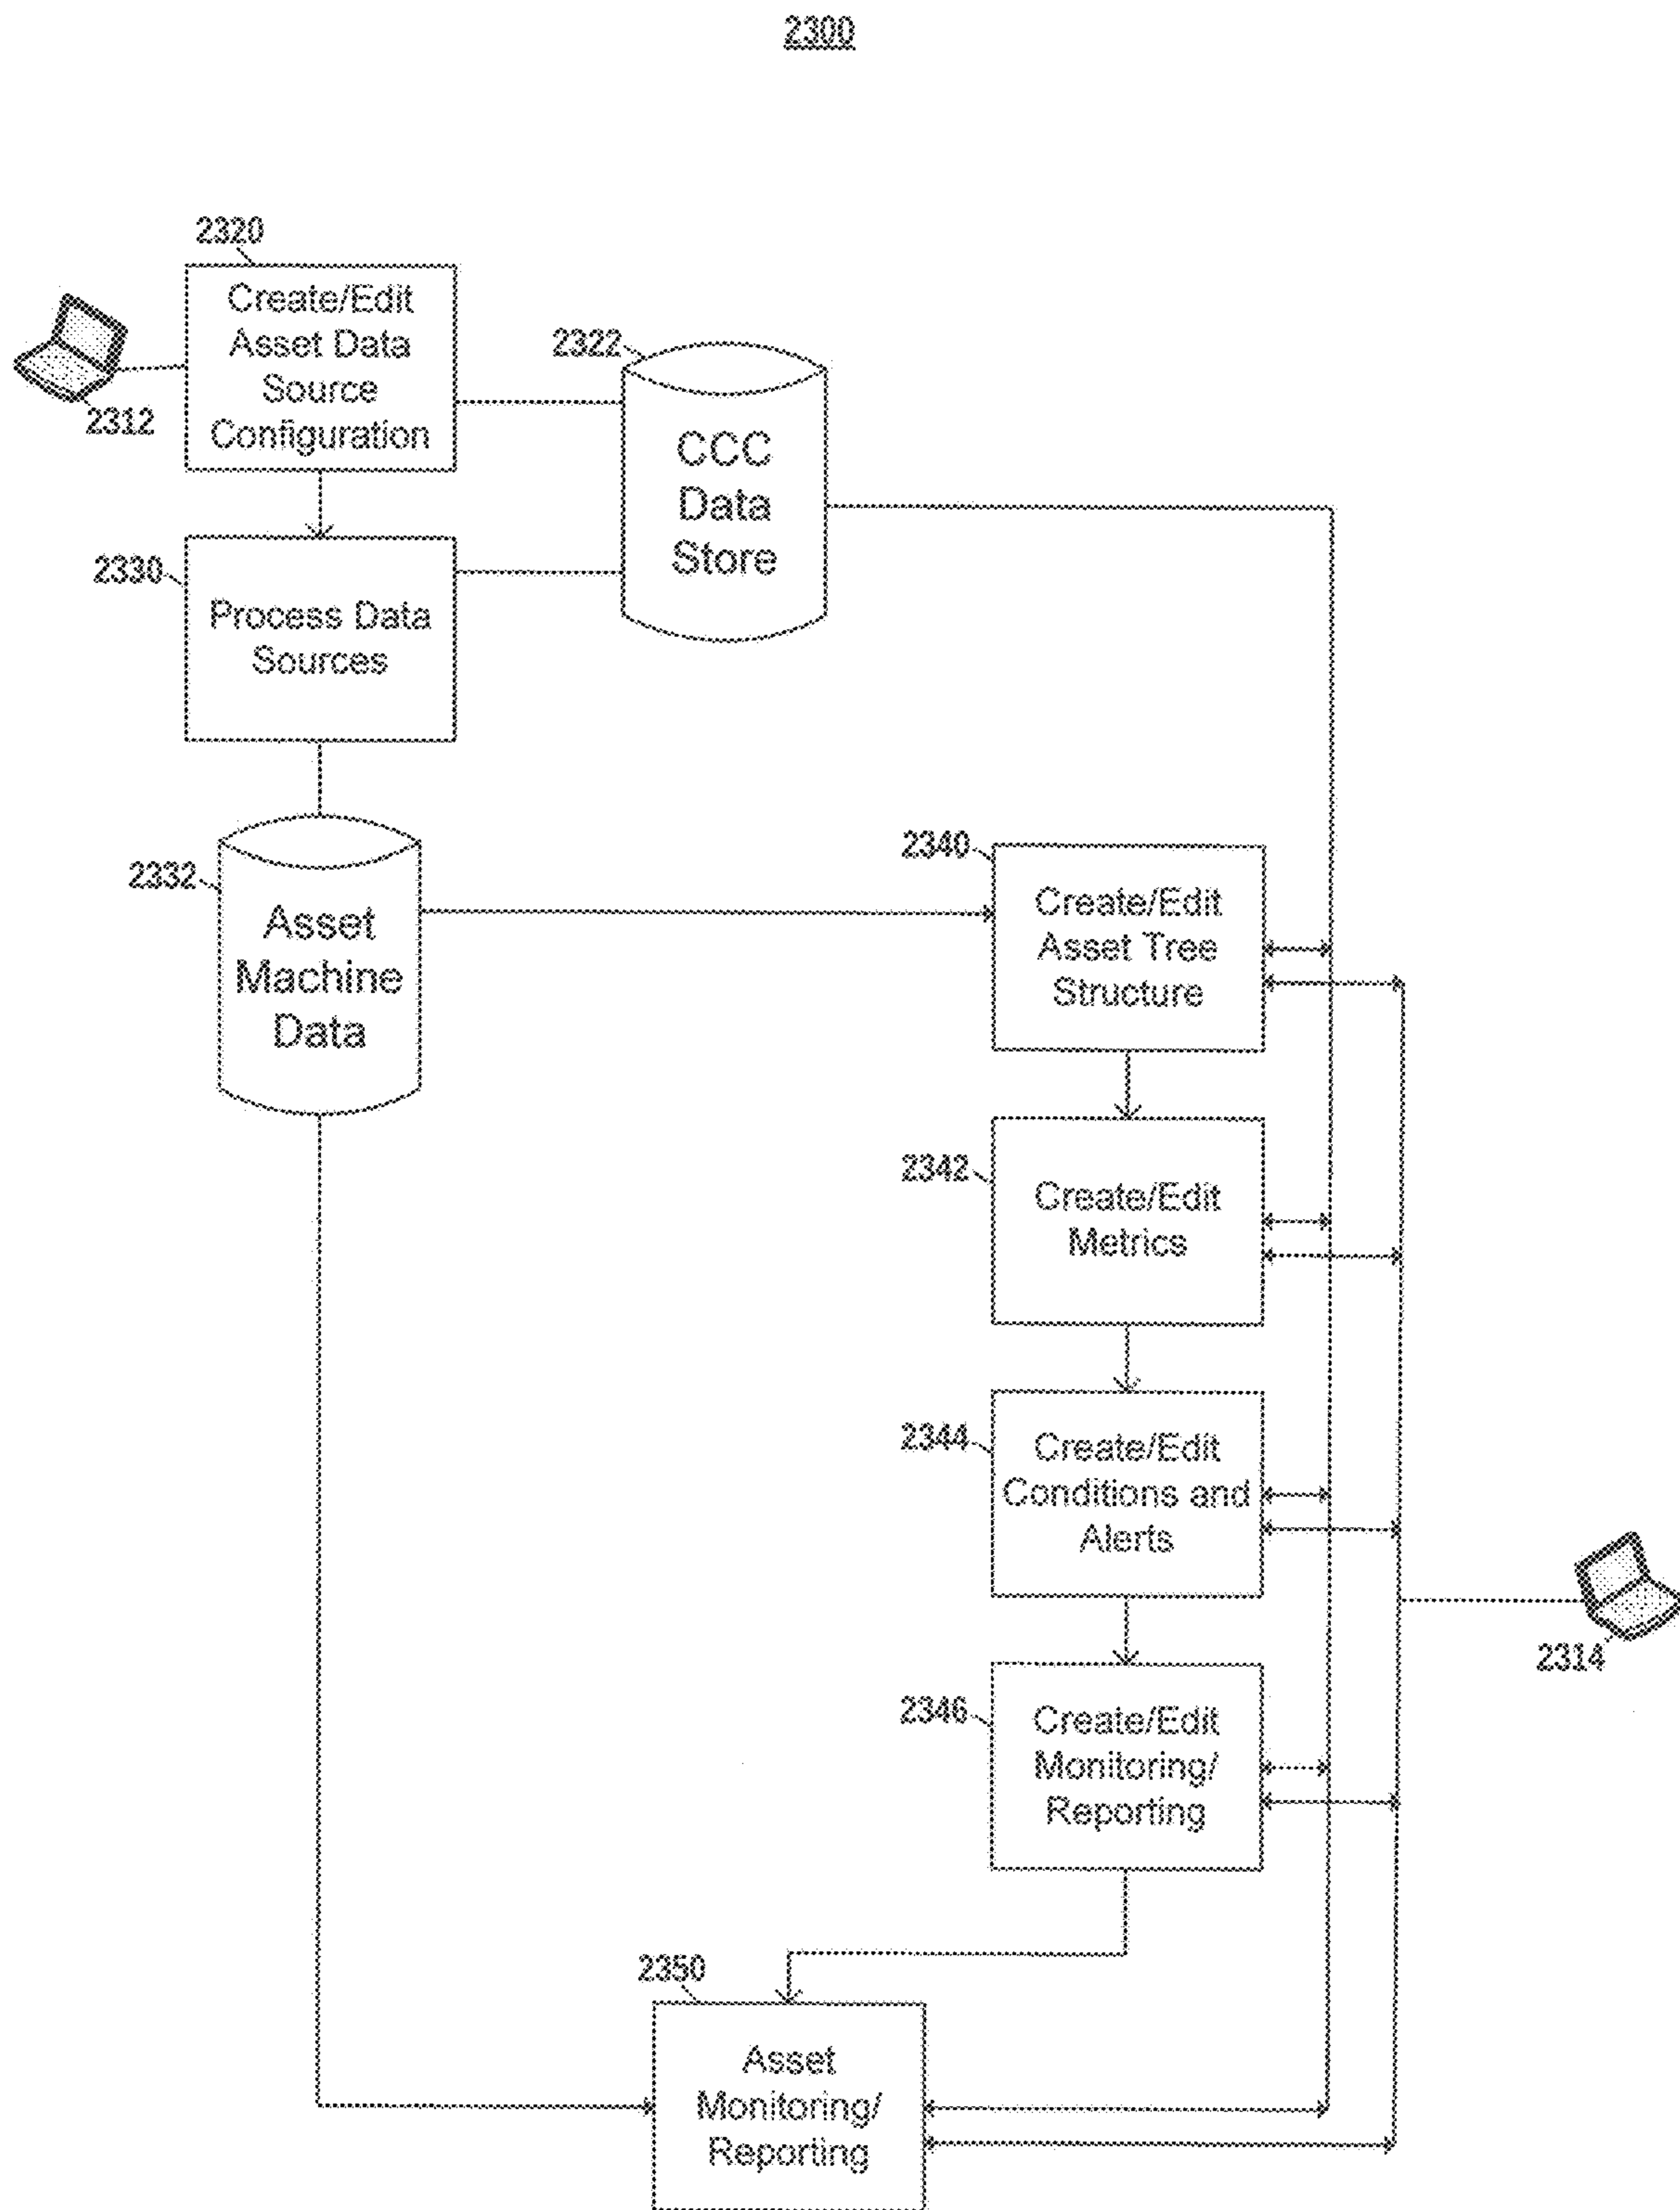 2300
2320
Create/Edit
Asset Data
Source
Configuration
2312
2322
CCC
Data
Store
2330
Process Data
Sources
2332
Asset
Machine
Data
2340
Create/Edit
Asset Tree
Structure
2342
Create/Edit
Metrics
2344
Create/Edit
Conditions and
Alerts
2314
2346
Create/Edit
Monitoring/
Reporting
2350
Asset
Monitoring/
Reporting